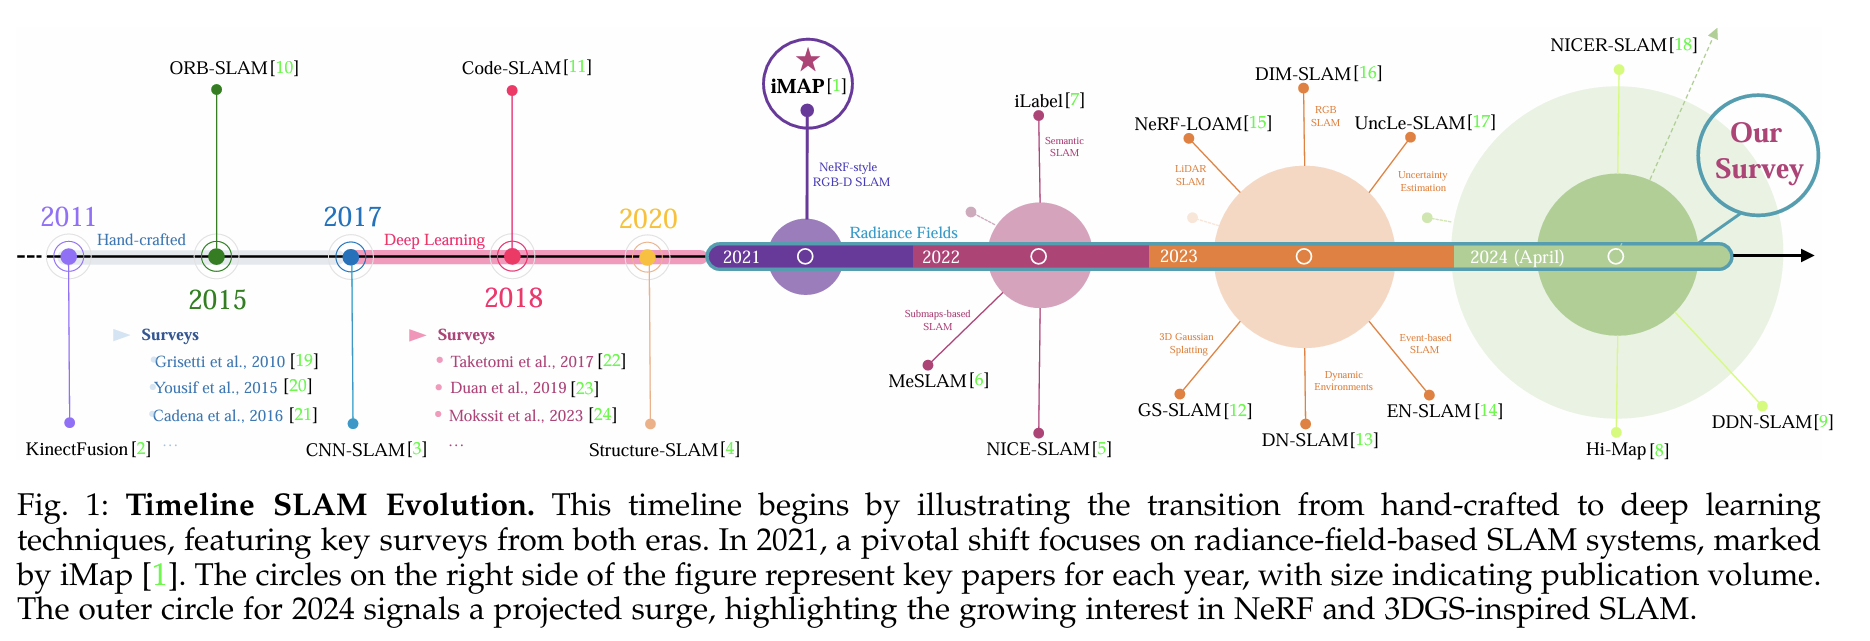 ORB-SLAM[10]
Code-SLAM[11]
iMAP[1]
iLabel[7]
DIM-SLAM[16]
NICER-SLAM[18]
NeRF-LOAM[15]
UncLe-SLAM[17]
RGB
SLAM
Semantic
SLAM
LiDAR
SLAM
Uncertainty
Estimation
NeRF-style
RGB-D SLAM
Our
Survey
2011
2017
2020
Hand-crafted
Deep Learning
Radiance Fields
2021
2022
2023
2024 (April)
2015
2018
Surveys
Grisetti et al., 2010 [19]
Yousif et al., 2015 [20]
Cadena et al., 2016 [21]
...
Surveys
Taketomi et al., 2017 [22]
Duan et al., 2019 [23]
Mokssit et al., 2023 [24]
...
Submaps-based
SLAM
3D Gaussian
Splatting
Event-based
SLAM
Dynamic
Environments
MeSLAM[6]
GS-SLAM[12]
DN-SLAM[13]
EN-SLAM[14]
DDN-SLAM[9]
KinectFusion[2]
CNN-SLAM[3]
Structure-SLAM[4]
NICE-SLAM[5]
Hi-Map[8]
Fig. 1: Timeline SLAM Evolution. This timeline begins by illustrating the transition from hand-crafted to deep learning
techniques, featuring key surveys from both eras. In 2021, a pivotal shift focuses on radiance-field-based SLAM systems, marked
by iMap [1]. The circles on the right side of the figure represent key papers for each year, with size indicating publication volume.
The outer circle for 2024 signals a projected surge, highlighting the growing interest in NeRF and 3DGS-inspired SLAM.